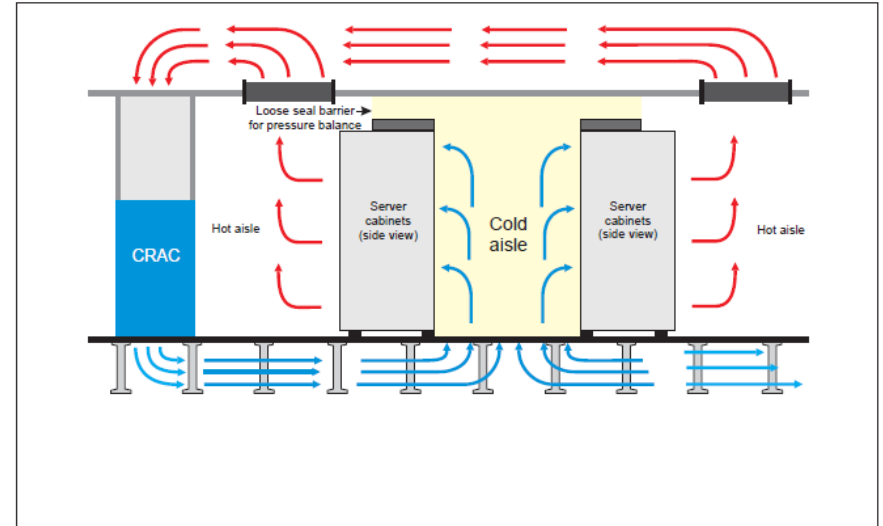 Loose seal barrier
for pressure balance
Server
cabinets
(side view)
Server
cabinets
(side view)
Cold
aisle
Hot aisle
Hot aisle
CRAC